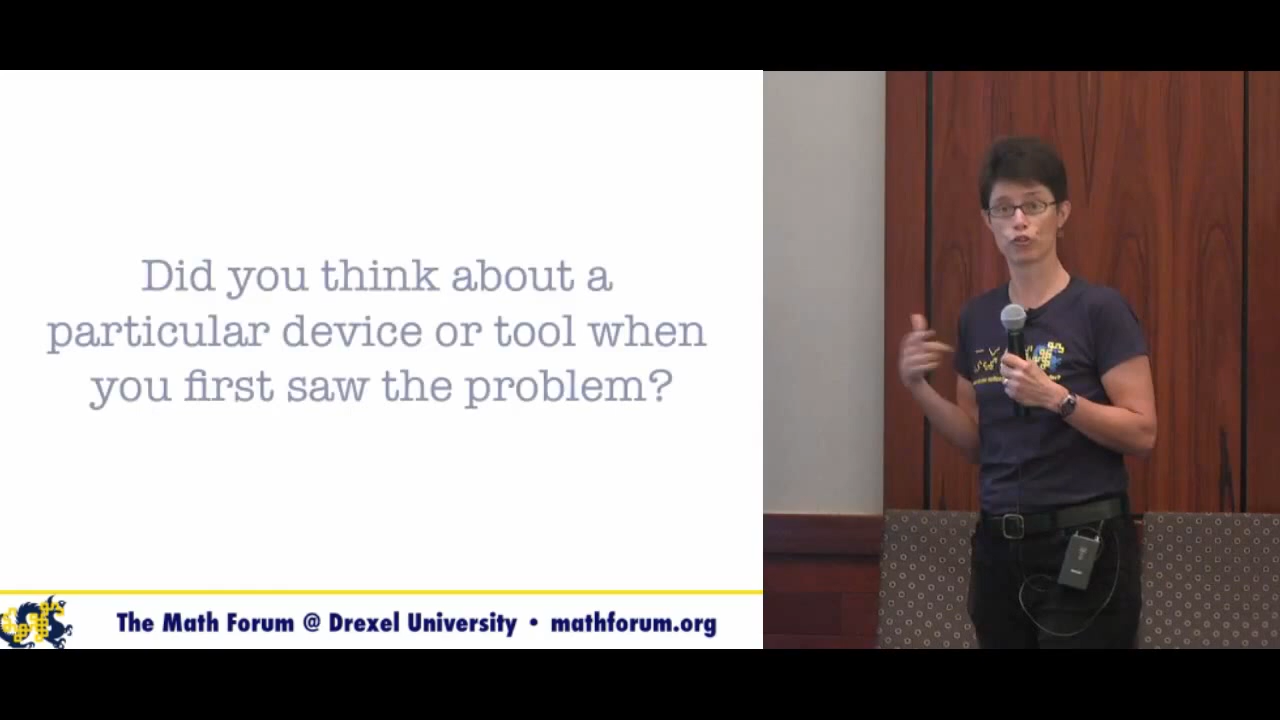 Did you think about a
particular device or tool when
you first saw the problem?
The Math Forum @ Drexel University • mathforum.org